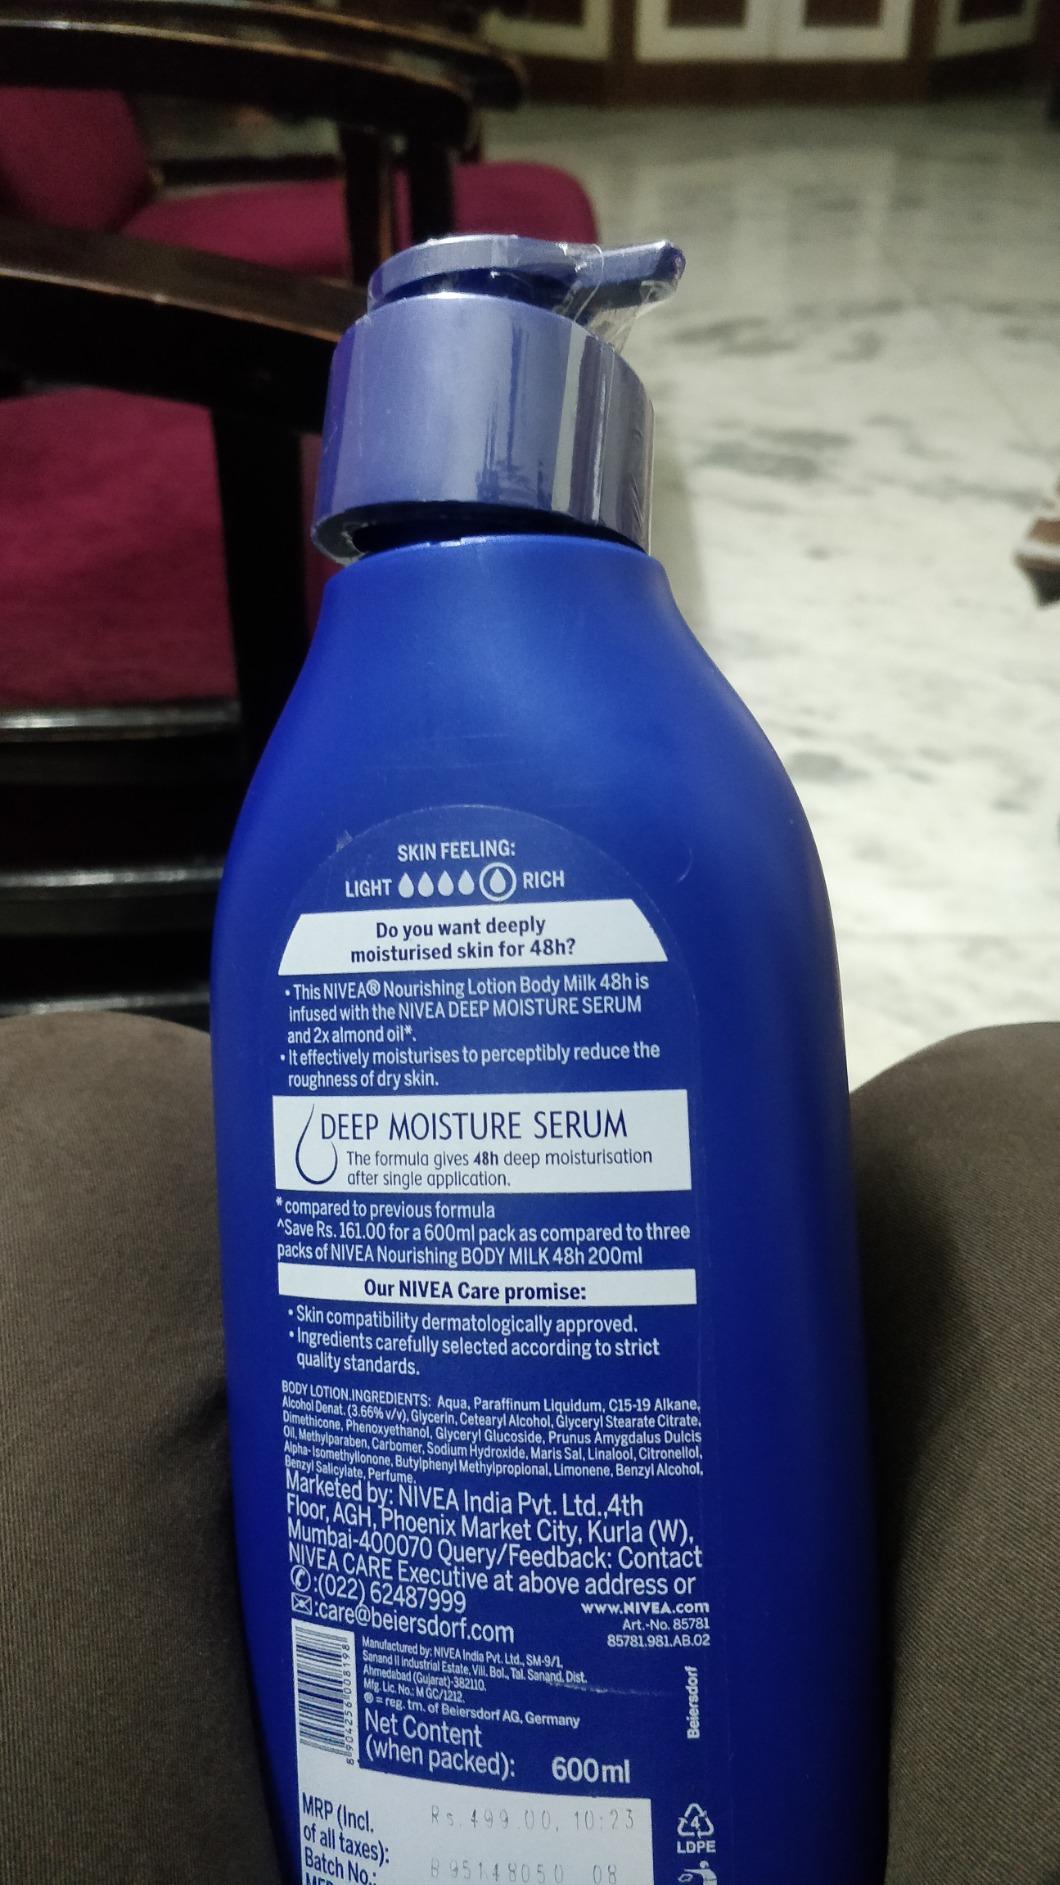 SKIN FEELING:
LIGHT RICH
Do you want deeply
moisturised skin for 48h?
• This NIVEA® Nourishing Lotion Body Milk 48h is
infused with the NIVEA DEEP MOISTURE SERUM
and 2x almond oil*.
• It effectively moisturises to perceptibly reduce the
roughness of dry skin.
DEEP MOISTURE SERUM
The formula gives 48h deep moisturisation
after single application.
* compared to previous formula
^Save Rs. 161.00 for a 600ml pack as compared to three
packs of NIVEA Nourishing BODY MILK 48h 200ml
Our NIVEA Care promise:
• Skin compatibility dermatologically approved.
• Ingredients carefully selected according to strict
quality standards.
BODY LOTION.INGREDIENTS: Aqua, Paraffinum Liquidum, C15-19 Alkane,
Alcohol Denat. (3.66% v/v), Glycerin, Cetearyl Alcohol, Glyceryl Stearate Citrate,
Dimethicone, Phenoxyethanol, Glyceryl Glucoside, Prunus Amygdalus Dulcis
Oil, Methylparaben, Carbomer, Sodium Hydroxide, Maris Sal, Linalool, Citronellol,
Alpha-Isomethyl Ionone, Butylphenyl Methylpropional, Limonene, Benzyl Alcohol,
Benzyl Salicylate, Perfume.
Marketed by: NIVEA India Pvt. Ltd.,4th
Floor, AGH, Phoenix Market City, Kurla (W),
Mumbai-400070 Query/Feedback: Contact
NIVEA CARE Executive at above address or
:(022) 62487999
:care@beiersdorf.com
www.NIVEA.com
Art.-No. 85781
85781.981.AB.02
8904256008198
Manufactured by: NIVEA India Pvt. Ltd., SM-9/1,
Sanand II industrial Estate, Vill. Bol., Tal. Sanand, Dist.
Ahmedabad (Gujarat)-382110.
Mfg. Lic. No.: M GC/1212.
® = reg. tm. of Beiersdorf AG, Germany
Beiersdorf
Net Content
(when packed): 600ml
MRP (Incl.
of all taxes): Rs.499.00, 10:23
Batch No.: 08
4
LDPE